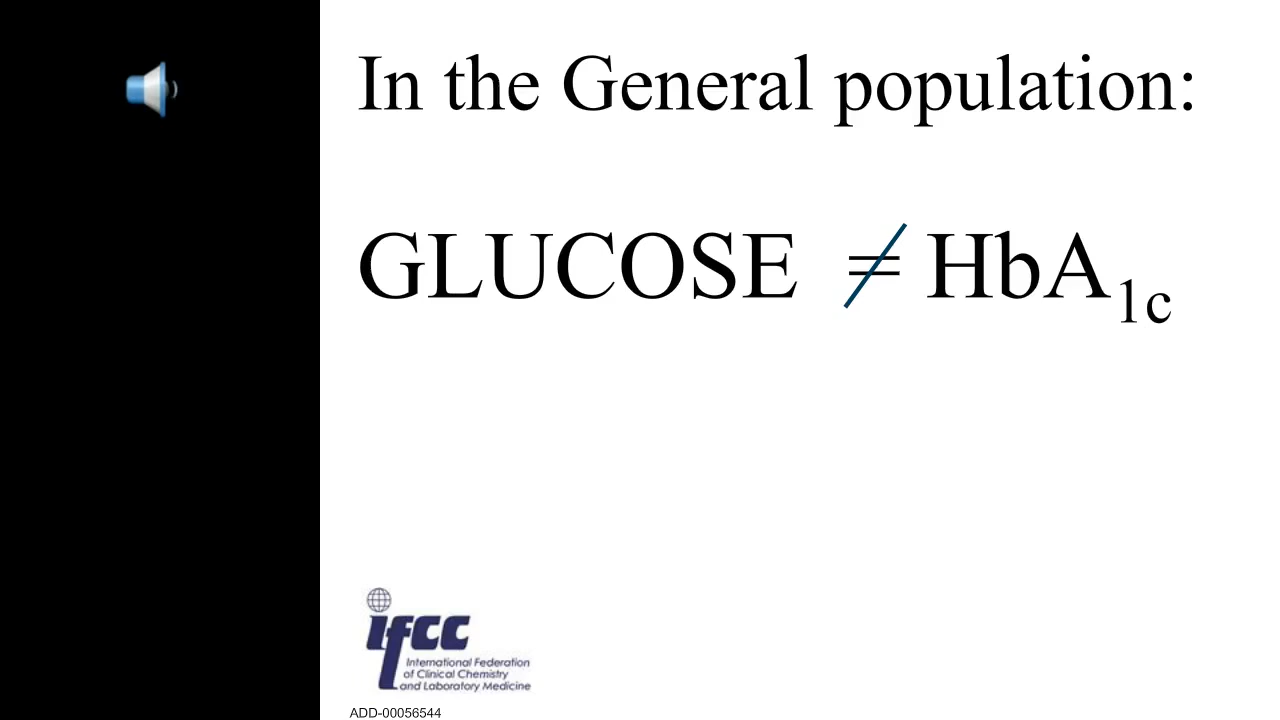 In the General population:
GLUCOSE ≠ HbA1c
ifcc
International Federation
of Clinical Chemistry
and Laboratory Medicine
ADD-00056544